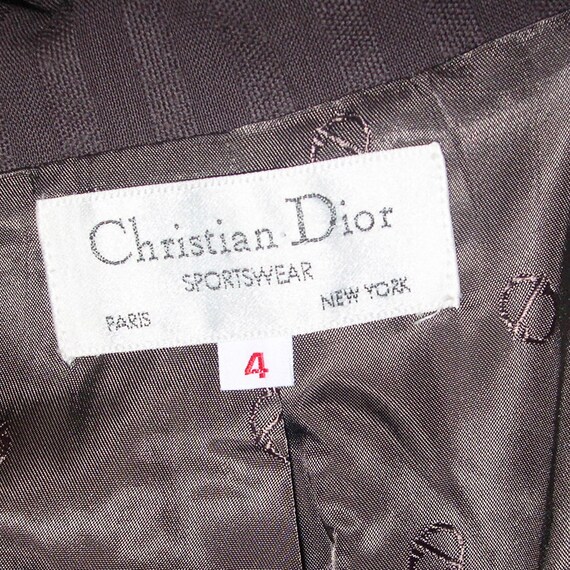 Christian Dior
SPORTSWEAR
PARIS NEW YORK
4